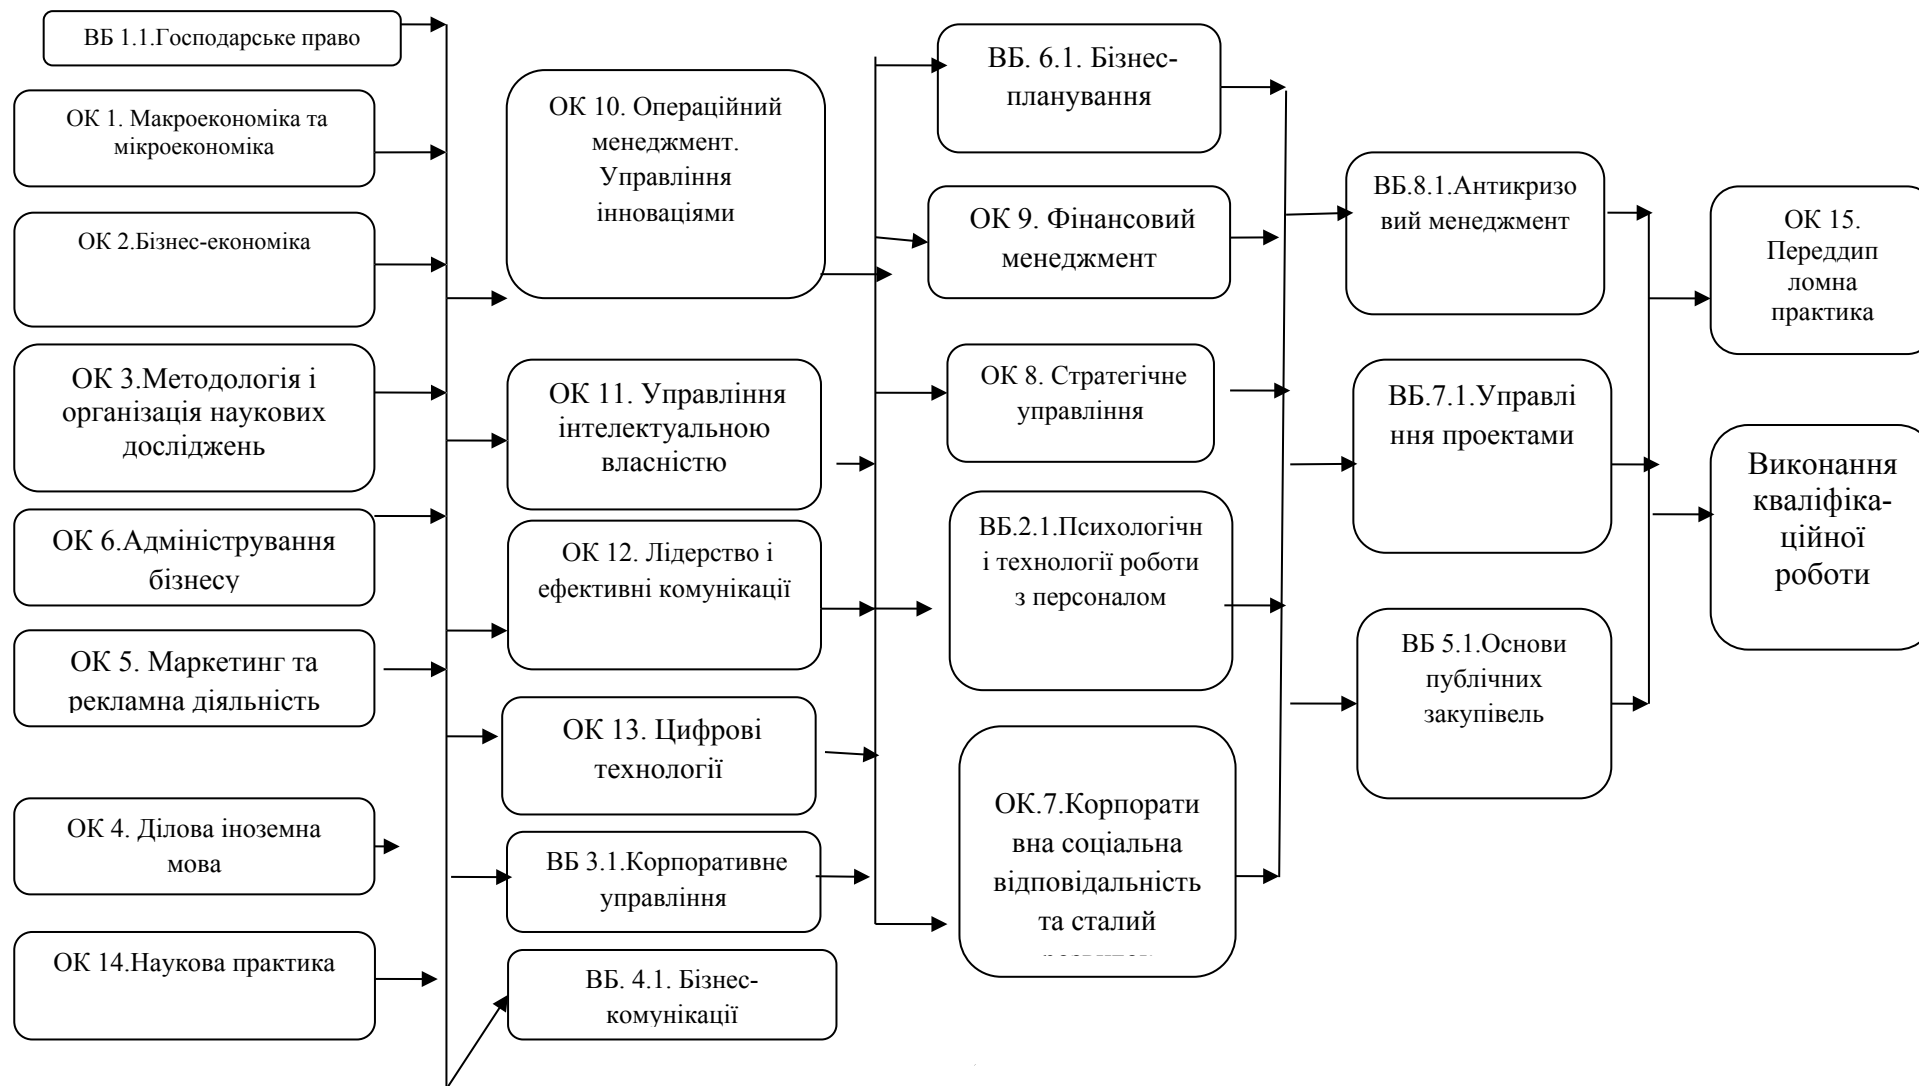 ВБ 1.1.Господарське право
ОК 1. Макроекономіка та
мікроекономіка
ОК 2.Бізнес-економіка
ОК 3.Методологія і
організація наукових
досліджень
ОК 6.Адміністрування
бізнесу
ОК 5. Маркетинг та
рекламна діяльність
ОК 4. Ділова іноземна
мова
ОК 14.Наукова практика
ОК 10. Операційний
менеджмент.
Управління
інноваціями
ОК 11. Управління
інтелектуальною
власністю
ОК 12. Лідерство і
ефективні комунікації
ОК 13. Цифрові
технології
ВБ 3.1.Корпоративне
управління
ВБ. 4.1. Бізнес-
комунікації
ВБ. 6.1. Бізнес-
планування
ОК 9. Фінансовий
менеджмент
ОК 8. Стратегічне
управління
ВБ.2.1.Психологічн
і технології роботи
з персоналом
ОК.7.Корпорати
вна соціальна
відповідальність
та сталий
ВБ.8.1.Антикризо
вий менеджмент
ВБ.7.1.Управлі
ння проектами
ВБ 5.1.Основи
публічних
закупівель
ОК 15.
Переддип
ломна
практика
Виконання
кваліфіка-
ційної
роботи